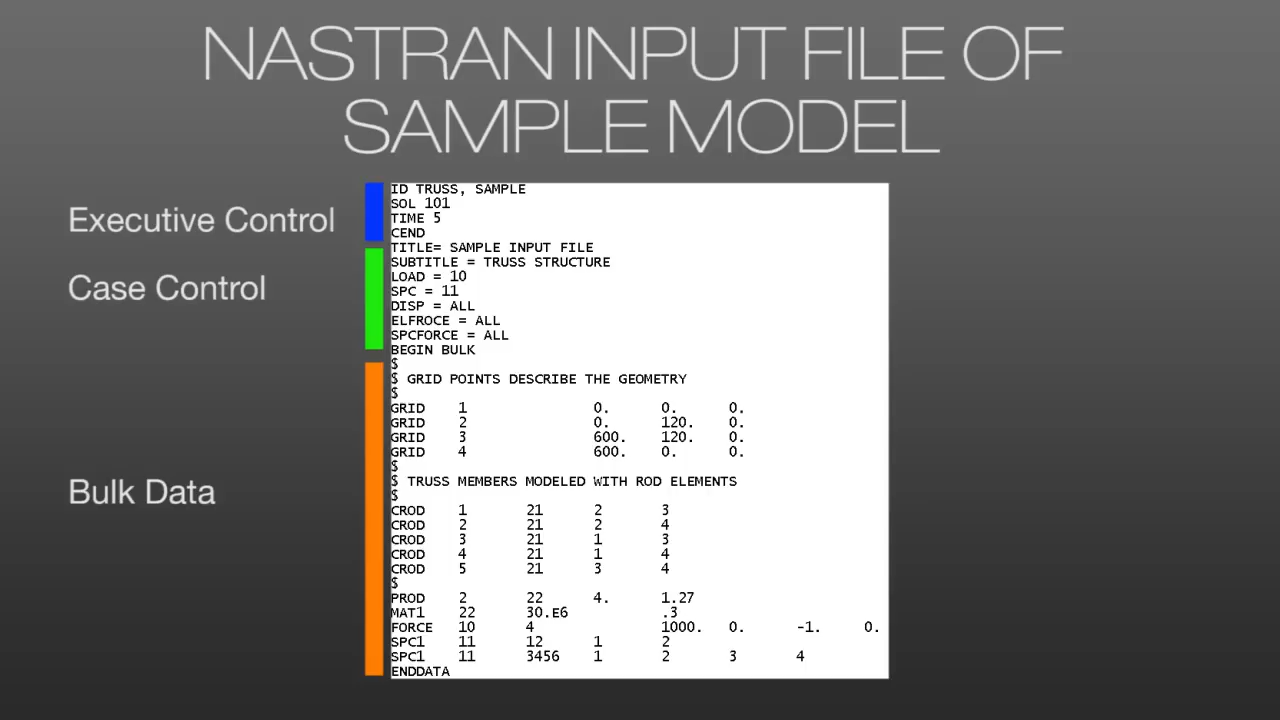 NASTRAN INPUT FILE OF
SAMPLE MODEL
Executive Control
Case Control
Bulk Data
ID TRUSS, SAMPLE
SOL 101
TIME 5
CEND
TITLE= SAMPLE INPUT FILE
SUBTITLE = TRUSS STRUCTURE
LOAD = 10
SPC = 11
DISP = ALL
ELFROCE = ALL
SPCFORCE = ALL
BEGIN BULK
$
$ GRID POINTS DESCRIBE THE GEOMETRY
$
GRID 1 0. 0. 0.
GRID 2 0. 120. 0.
GRID 3 600. 120. 0.
GRID 4 600. 0. 0.
$
$ TRUSS MEMBERS MODELED WITH ROD ELEMENTS
$
CROD 1 21 2 3
CROD 2 21 2 4
CROD 3 21 1 3
CROD 4 21 1 4
CROD 5 21 3 4
$
PROD 2 22 4. 1.27
MAT1 22 30.E6 .3
FORCE 10 4 1000. 0. -1. 0.
SPC1 11 12 1 2
SPC1 11 3456 1 2 3 4
ENDDATA